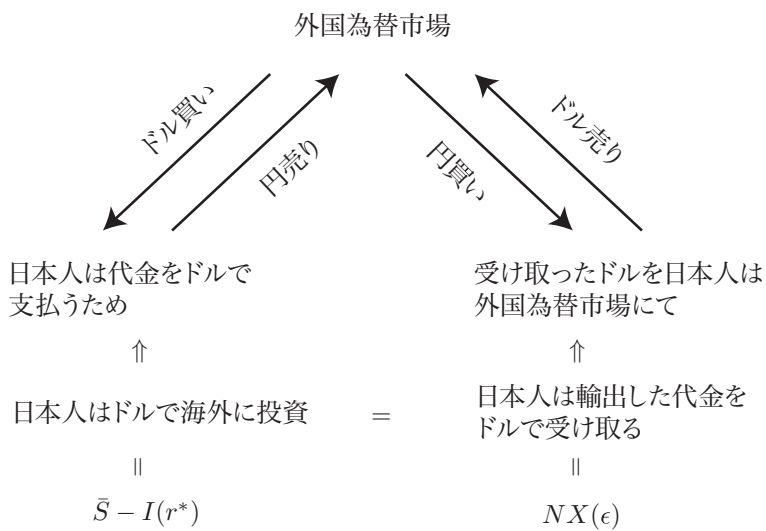 外国為替市場
ドル買い
円売り
円買い
ドル売り
日本人は代金をドルで
支払うため
受け取ったドルを日本人は
外国為替市場にて
⇑
⇑
日本人はドルで海外に投資
=
日本人は輸出した代金を
ドルで受け取る
||
||
S̄ − I(r*)
NX(ϵ)